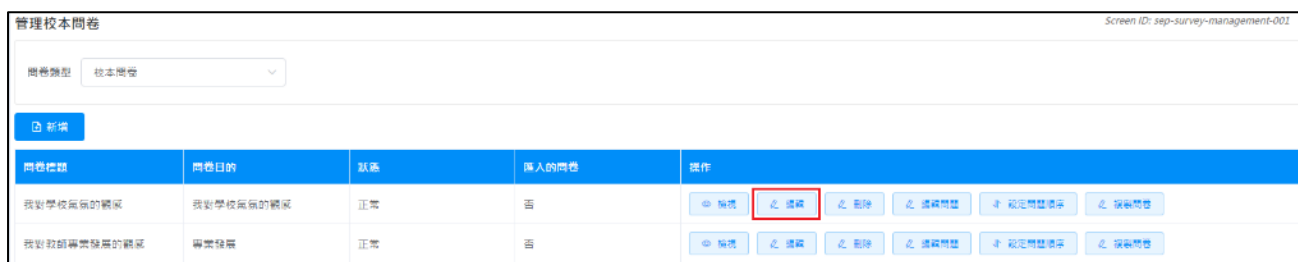 管理校本問卷
Screen ID: sep-survey-management-001
問卷類型 校本問卷
新增
問卷標題 問卷目的 狀態 匯入的問卷 操作
我對學校氣氛的觀感 我對學校氣氛的觀感 正常 否 檢視 編輯 刪除 編輯問題 設定問題順序 複製問卷
我對教師專業發展的觀感 專業發展 正常 否 檢視 編輯 刪除 編輯問題 設定問題順序 複製問卷